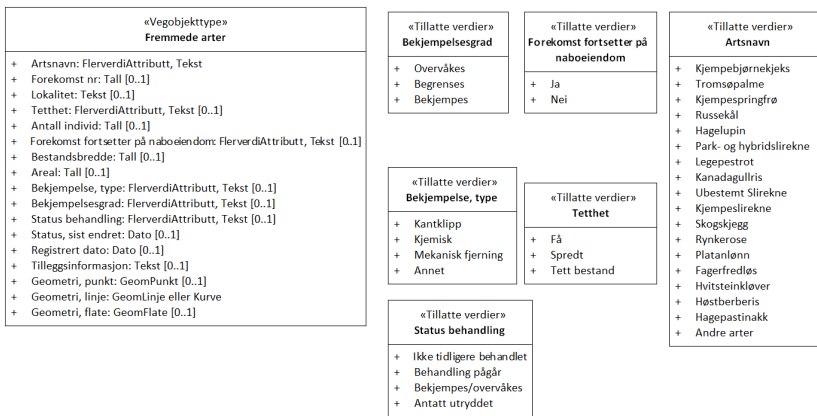 «Vegobjekttype»
Fremmede arter
+ Artsnavn: FlerverdiAttributt, Tekst
+ Forekomst nr: Tall [0..1]
+ Lokalitet: Tekst [0..1]
+ Tetthet: FlerverdiAttributt, Tekst [0..1]
+ Antall individ: Tall [0..1]
+ Forekomst fortsetter på naboeiendom: FlerverdiAttributt, Tekst [0..1]
+ Bestandsbredde: Tall [0..1]
+ Areal: Tall [0..1]
+ Bekjempelse, type: FlerverdiAttributt, Tekst [0..1]
+ Bekjempelsesgrad: FlerverdiAttributt, Tekst [0..1]
+ Status behandling: FlerverdiAttributt, Tekst [0..1]
+ Status, sist endret: Dato [0..1]
+ Registrert dato: Dato [0..1]
+ Tilleggsinformasjon: Tekst [0..1]
+ Geometri, punkt: GeomPunkt [0..1]
+ Geometri, linje: GeomLinje eller Kurve
+ Geometri, flate: GeomFlate [0..1]
«Tillatte verdier»
Bekjempelsesgrad
+ Overvåkes
+ Begrenses
+ Bekjempes
«Tillatte verdier»
Forekomst fortsetter på
naboeiendom
+ Ja
+ Nei
«Tillatte verdier»
Bekjempelse, type
+ Kantklipp
+ Kjemisk
+ Mekanisk fjerning
+ Annet
«Tillatte verdier»
Tetthet
+ Få
+ Spredt
+ Tett bestand
«Tillatte verdier»
Status behandling
+ Ikke tidligere behandlet
+ Behandling pågår
+ Bekjempes/overvåkes
+ Antatt utryddet
«Tillatte verdier»
Artsnavn
+ Kjempebjørnekjeks
+ Tromsøpalme
+ Kjempespringfrø
+ Russekål
+ Hagelupin
+ Park- og hybridslirekne
+ Legepestrot
+ Kanadagullris
+ Ubestemt Slirekne
+ Kjempeslirekne
+ Skogskjegg
+ Rynkerose
+ Platanlønn
+ Fagerfredløs
+ Hvitsteinkløver
+ Høstberberis
+ Hagepastinakk
+ Andre arter